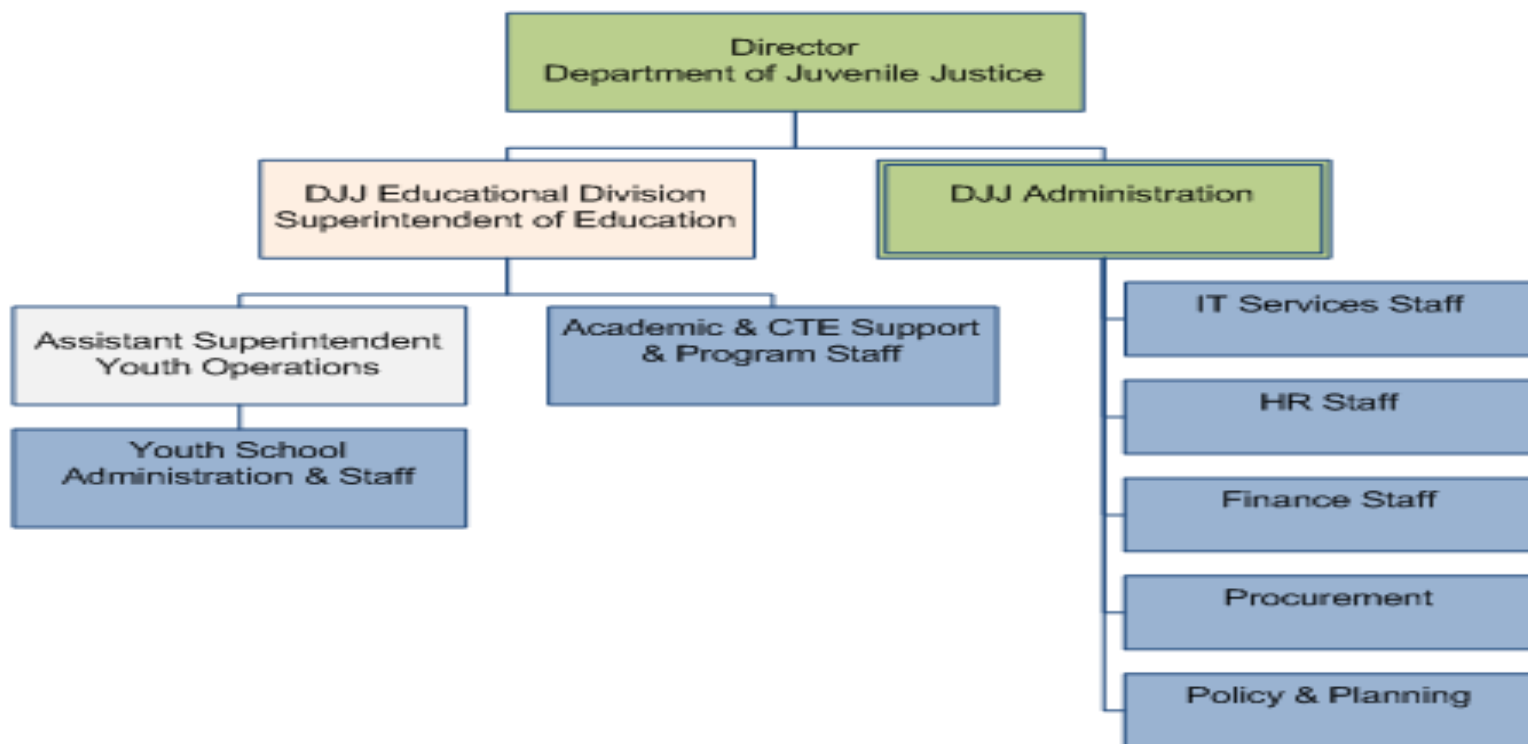 Director
Department of Juvenile Justice
DJJ Educational Division
Superintendent of Education
DJJ Administration
Assistant Superintendent
Youth Operations
Academic & CTE Support
& Program Staff
Youth School
Administration & Staff
IT Services Staff
HR Staff
Finance Staff
Procurement
Policy & Planning